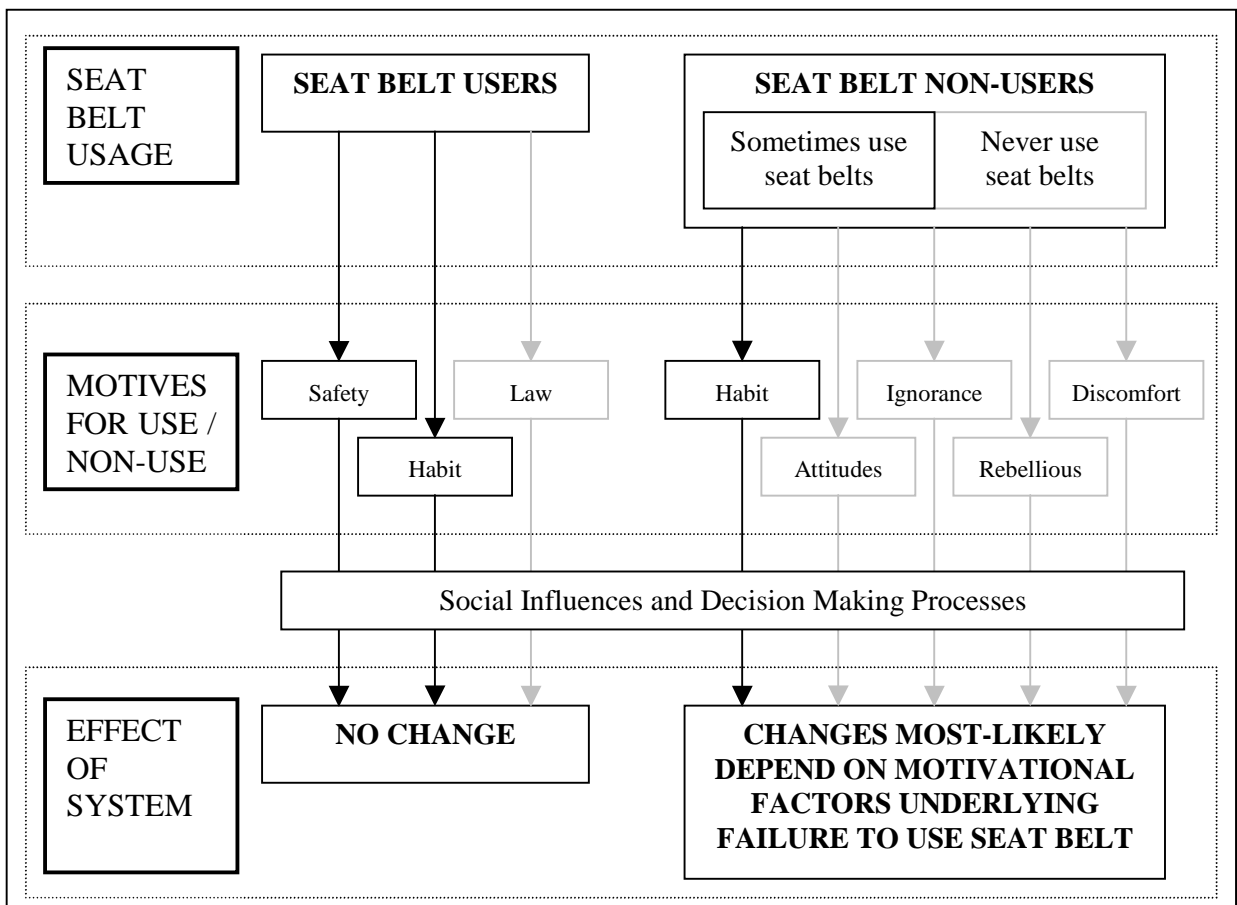 SEAT
BELT
USAGE
SEAT BELT USERS
SEAT BELT NON-USERS
Sometimes use
seat belts
Never use
seat belts
MOTIVES
FOR USE /
NON-USE
Safety
Law
Habit
Ignorance
Discomfort
Habit
Attitudes
Rebellious
Social Influences and Decision Making Processes
EFFECT
OF
SYSTEM
NO CHANGE
CHANGES MOST-LIKELY
DEPEND ON MOTIVATIONAL
FACTORS UNDERLYING
FAILURE TO USE SEAT BELT